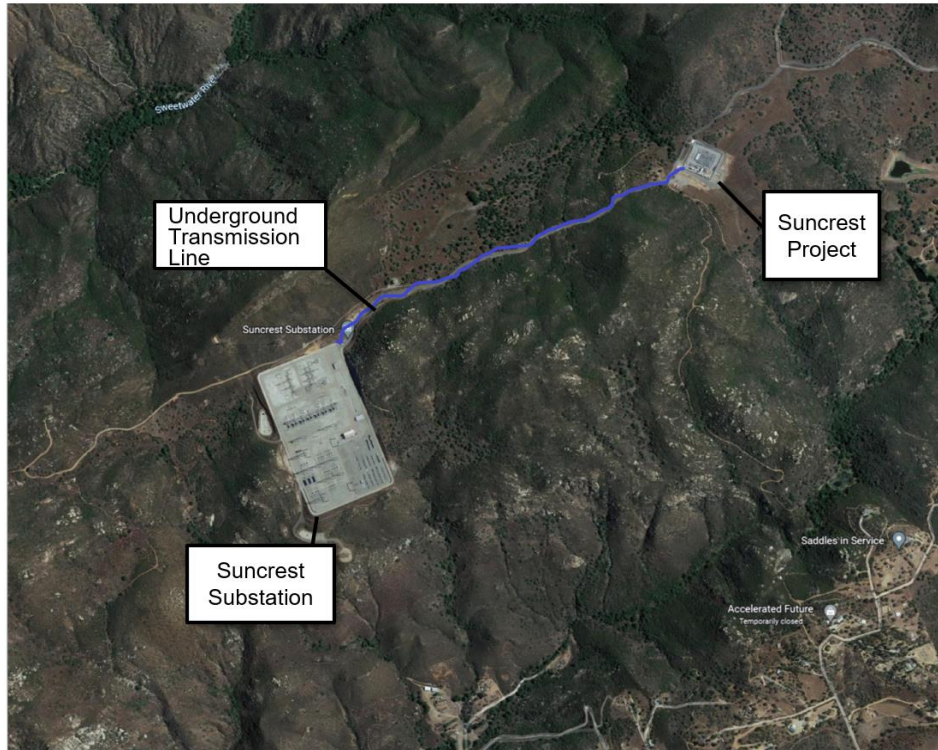 Sweetwater River
Underground
Transmission
Line
Suncrest
Project
Suncrest Substation
Suncrest
Substation
Saddles in Service
Accelerated Future
Temporarily closed